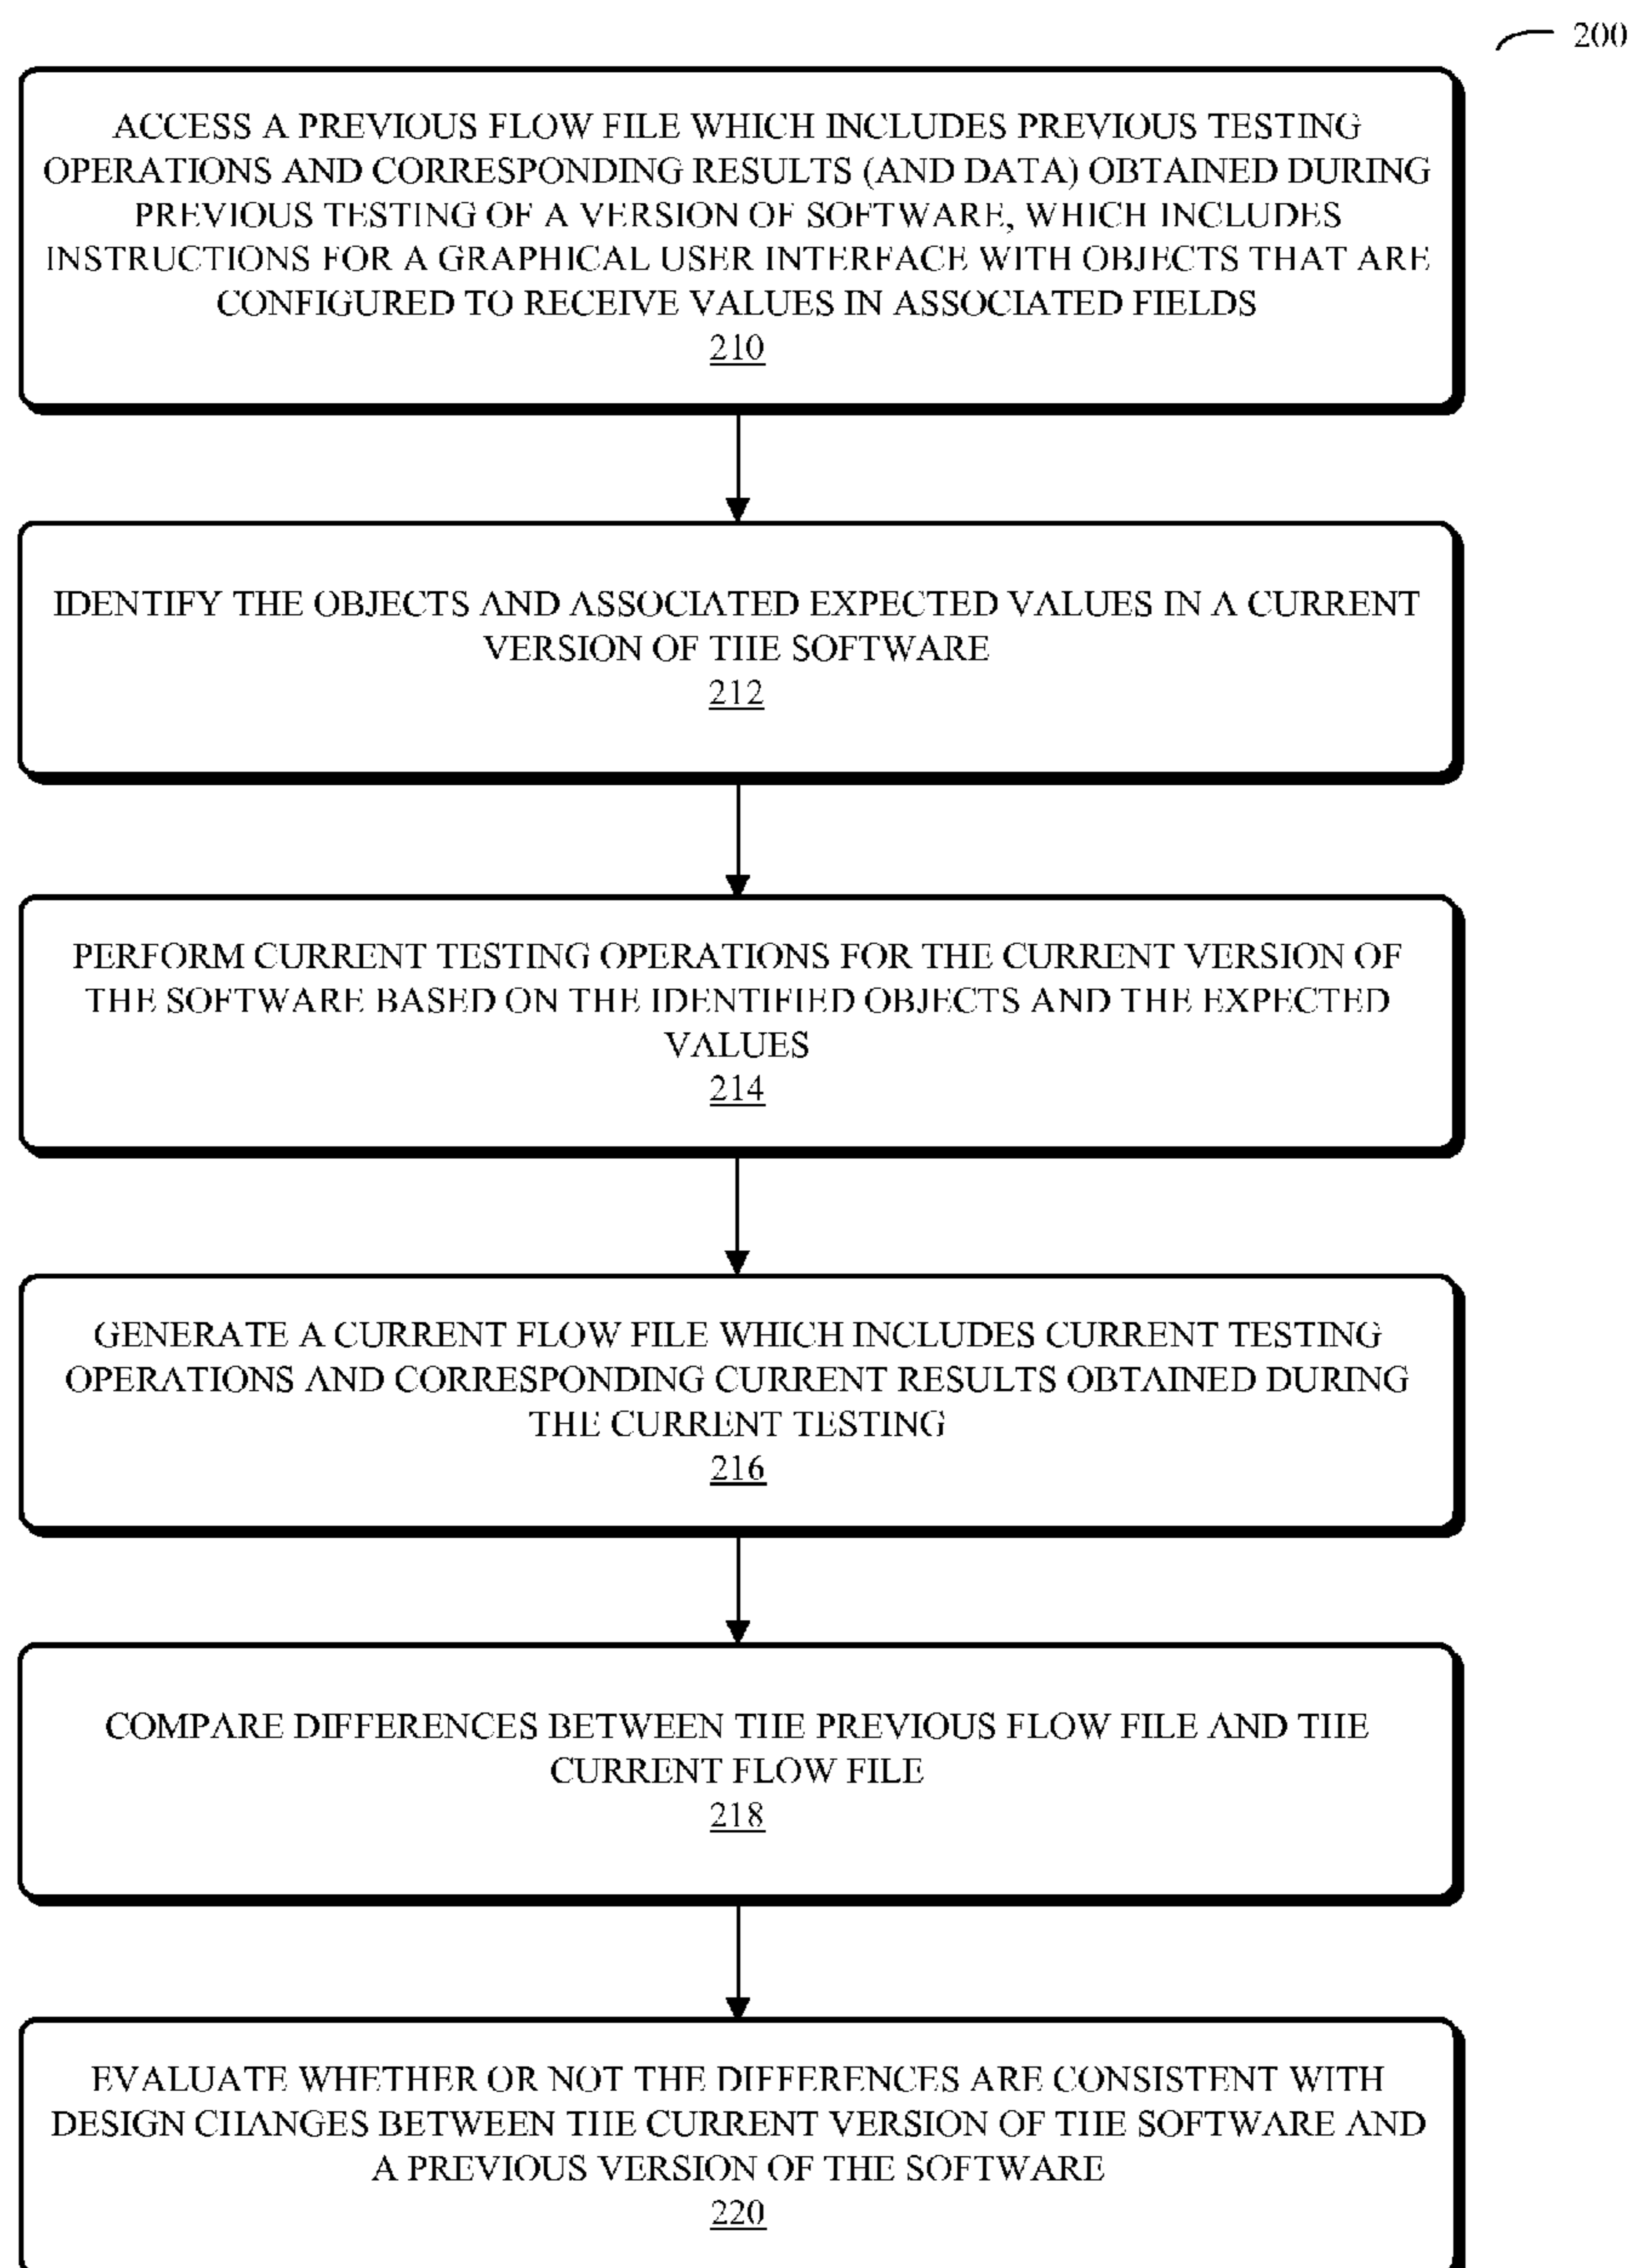 200
ACCESS A PREVIOUS FLOW FILE WHICH INCLUDES PREVIOUS TESTING
OPERATIONS AND CORRESPONDING RESULTS (AND DATA) OBTAINED DURING
PREVIOUS TESTING OF A VERSION OF SOFTWARE, WHICH INCLUDES
INSTRUCTIONS FOR A GRAPHICAL USER INTERFACE WITH OBJECTS THAT ARE
CONFIGURED TO RECEIVE VALUES IN ASSOCIATED FIELDS
210
IDENTIFY THE OBJECTS AND ASSOCIATED EXPECTED VALUES IN A CURRENT
VERSION OF THE SOFTWARE
212
PERFORM CURRENT TESTING OPERATIONS FOR THE CURRENT VERSION OF
THE SOFTWARE BASED ON THE IDENTIFIED OBJECTS AND THE EXPECTED
VALUES
214
GENERATE A CURRENT FLOW FILE WHICH INCLUDES CURRENT TESTING
OPERATIONS AND CORRESPONDING CURRENT RESULTS OBTAINED DURING
THE CURRENT TESTING
216
COMPARE DIFFERENCES BETWEEN THE PREVIOUS FLOW FILE AND THE
CURRENT FLOW FILE
218
EVALUATE WHETHER OR NOT THE DIFFERENCES ARE CONSISTENT WITH
DESIGN CHANGES BETWEEN THE CURRENT VERSION OF THE SOFTWARE AND
A PREVIOUS VERSION OF THE SOFTWARE
220